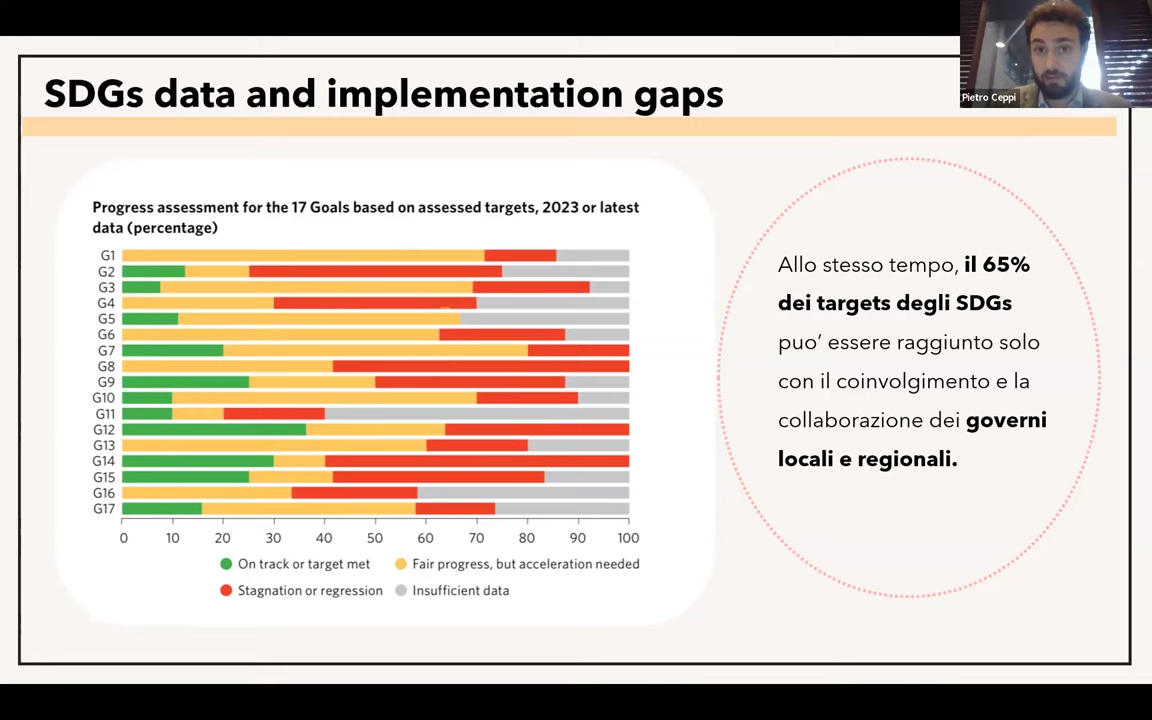 SDGs data and implementation gaps
Pietro Ceppi
Progress assessment for the 17 Goals based on assessed targets, 2023 or latest
data (percentage)
G1
G2
G3
G4
G5
G6
G7
G8
G9
G10
G11
G12
G13
G14
G15
G16
G17
0 10 20 30 40 50 60 70 80 90 100
On track or target met Fair progress, but acceleration needed
Stagnation or regression Insufficient data
Allo stesso tempo, il 65%
dei targets degli SDGs
puo’ essere raggiunto solo
con il coinvolgimento e la
collaborazione dei governi
locali e regionali.